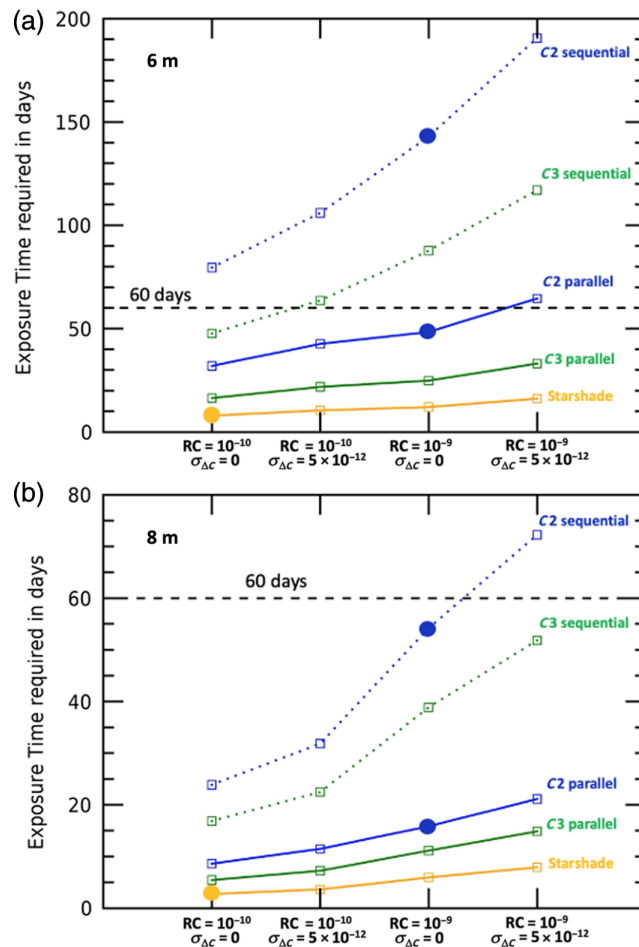 (a)
200
6 m
C2 sequential
150
C3 sequential
100
C2 parallel
60 days
50
C3 parallel
Starshade
0
Exposure Time required in days
RC = 10⁻¹⁰ RC = 10⁻¹⁰ RC = 10⁻⁹ RC = 10⁻⁹
σΔc = 0 σΔc = 5 × 10⁻¹² σΔc = 0 σΔc = 5 × 10⁻¹²
(b)
80
8 m
C2 sequential
60 days
60
C3 sequential
40
C2 parallel
20
C3 parallel
Starshade
0
Exposure Time required in days
RC = 10⁻¹⁰ RC = 10⁻¹⁰ RC = 10⁻⁹ RC = 10⁻⁹
σΔc = 0 σΔc = 5 × 10⁻¹² σΔc = 0 σΔc = 5 × 10⁻¹²